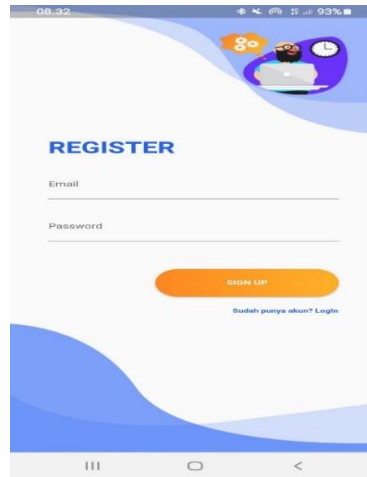 08.32 93%
REGISTER
Email
Password
SIGN UP
Sudah punya akun? Login